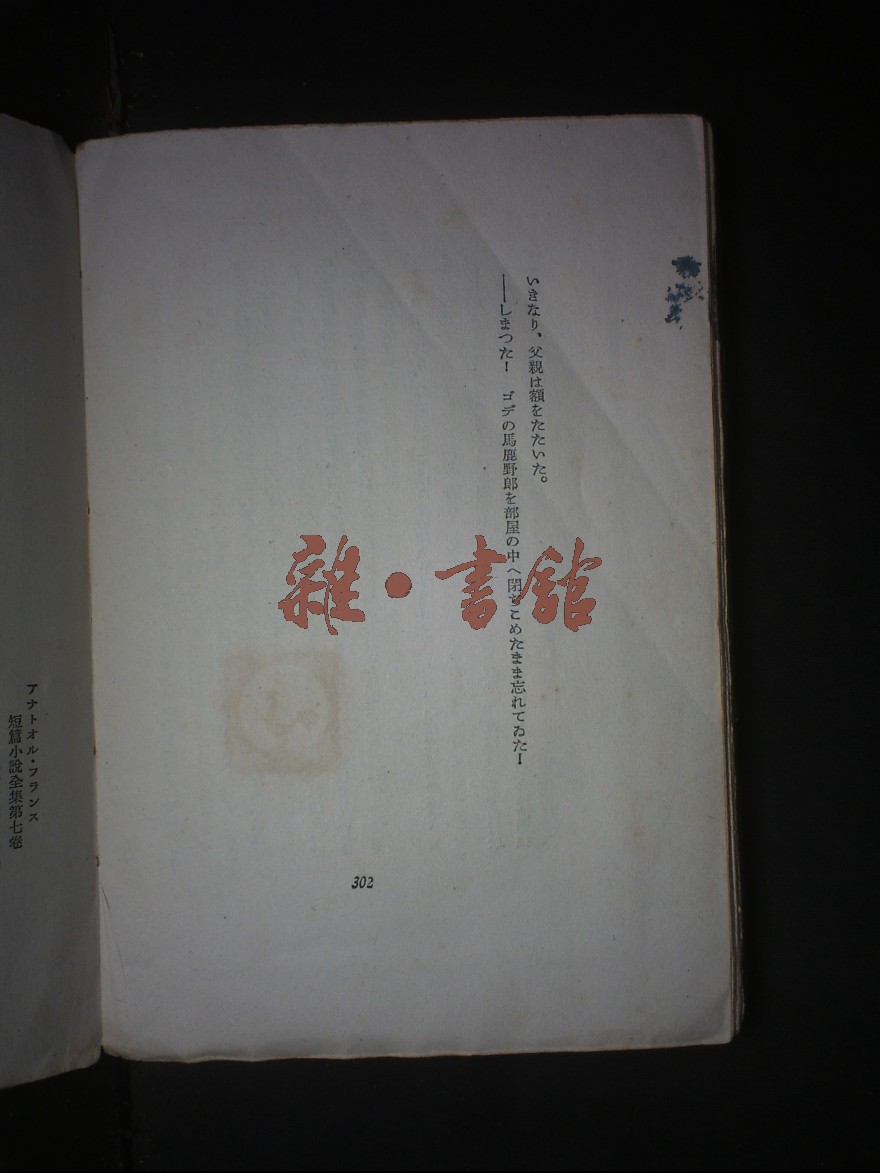 いきなり、父親は額をたたいた。
――しまつた！　ゴデの馬鹿野郎を部屋の中へ閉ぢこめたまま忘れてゐた！
302
アナトオル・フランス
短篇小説全集第七卷
雜・書館